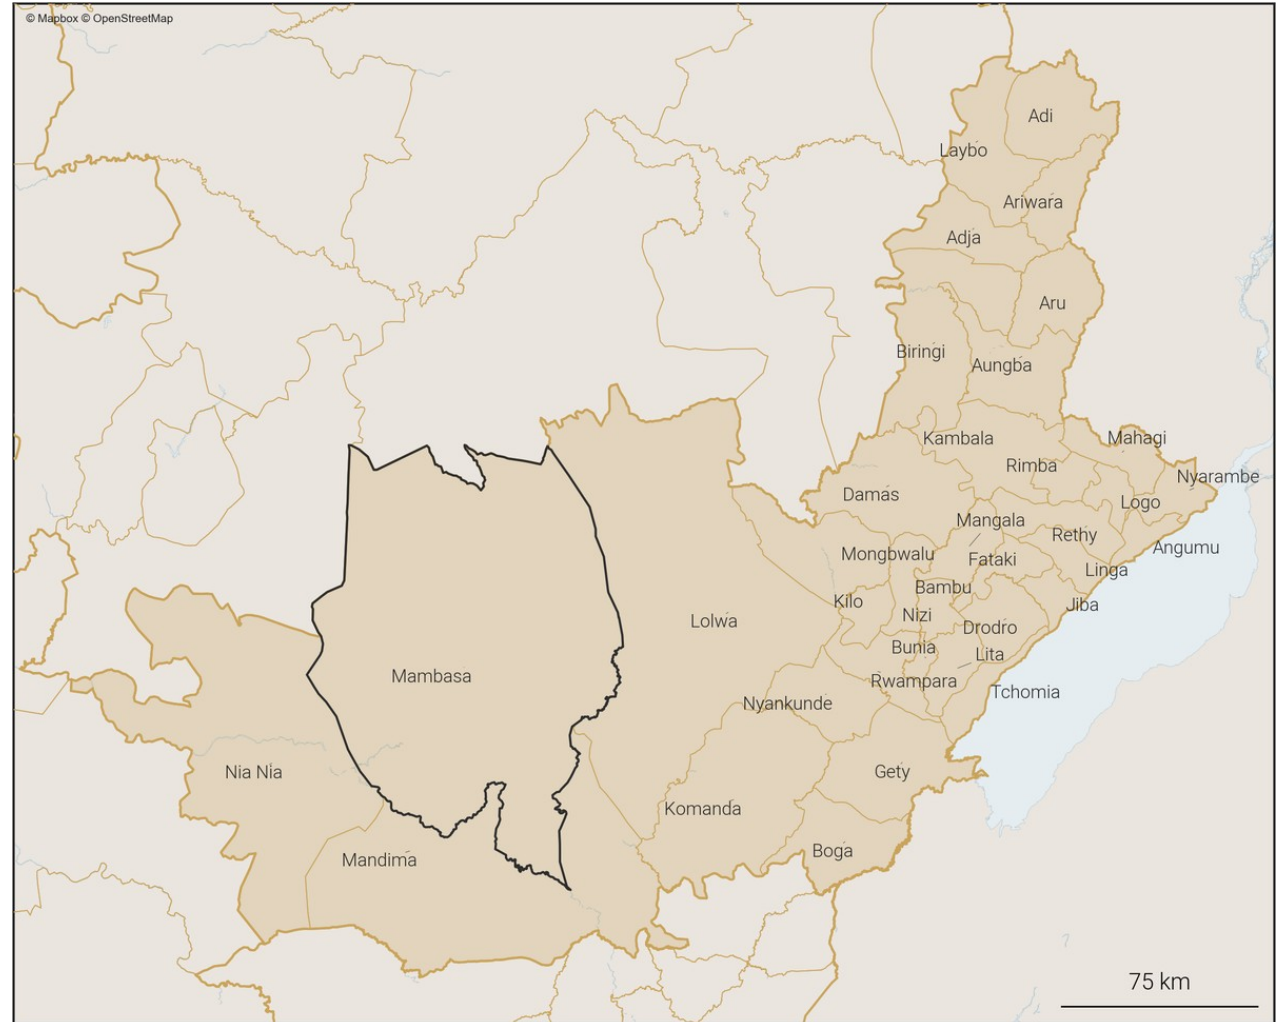 © Mapbox © OpenStreetMap
Adi
Laybo
Ariwara
Adja
Aru
Biringi
Aungba
Kambala
Mahagi
Rimba
Nyarambe
Damas
Logo
Mangala
Rethy
Mongbwalu
Fataki
Angumu
Linga
Bambu
Kilo
Jiba
Nizi
Lolwa
Drodro
Bunia
Lita
Mambasa
Rwampara
Tchomia
Nyankunde
Nia Nia
Gety
Komanda
Mandima
Boga
75 km